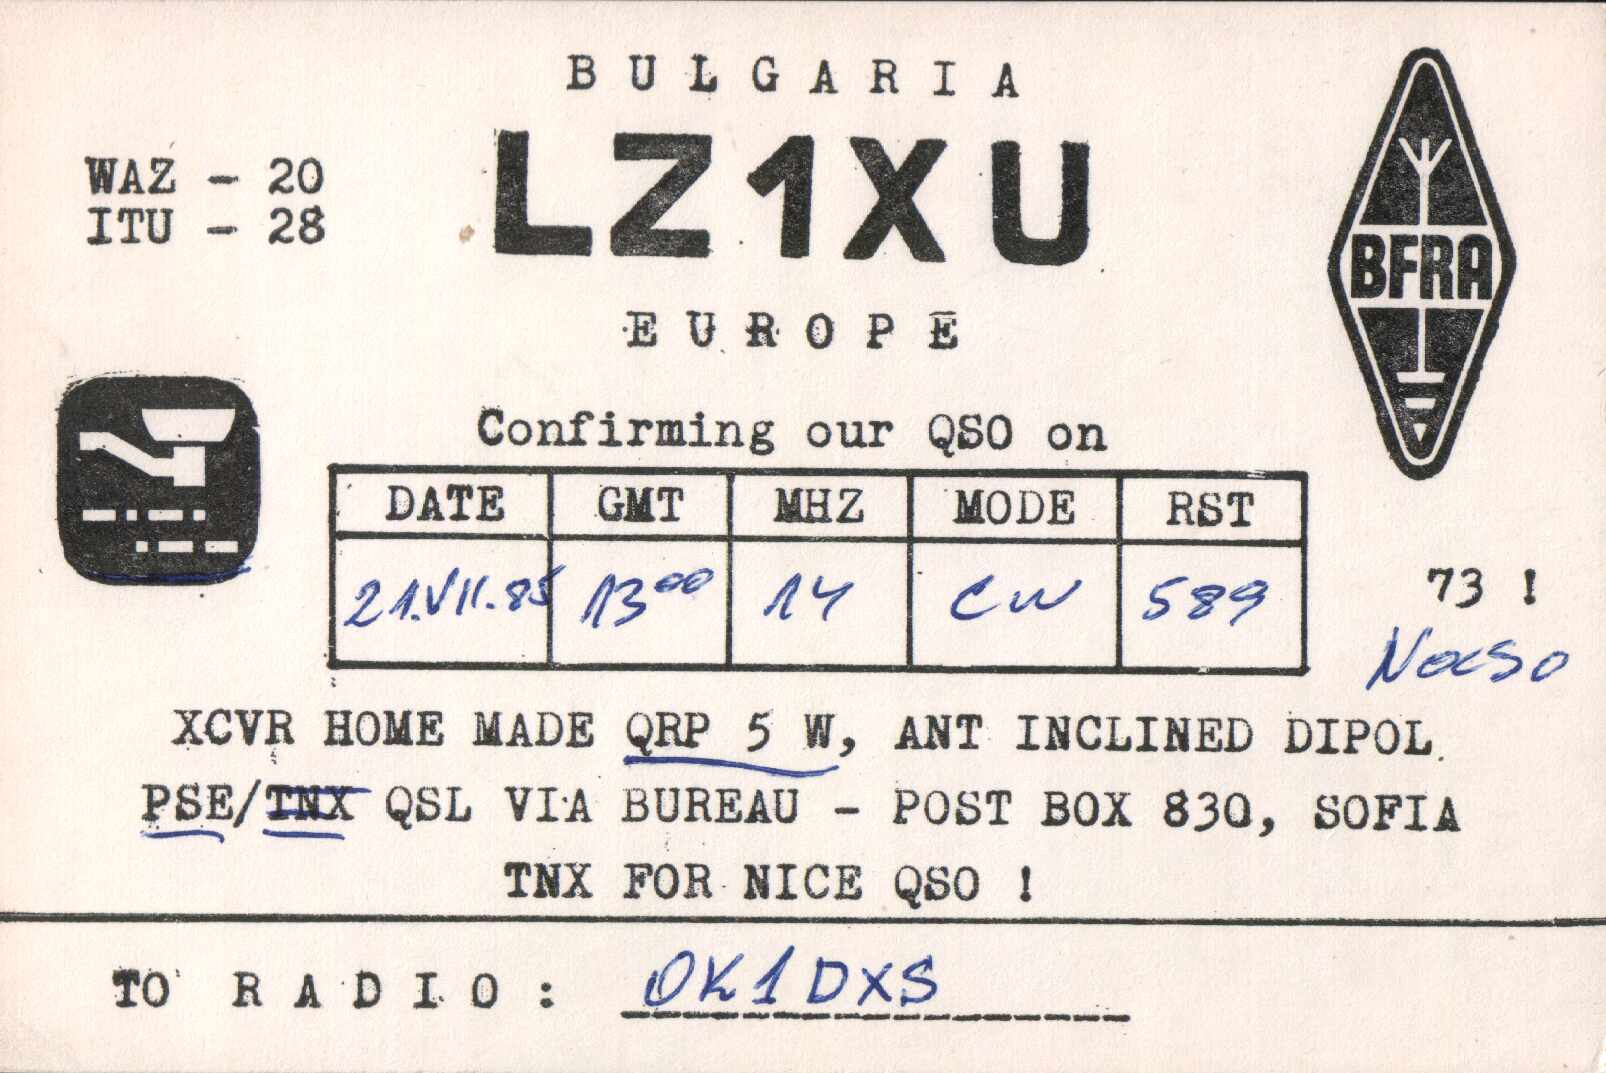 BULGARIA
WAZ - 20
ITU - 28
LZ1XU
BFRA
EUROPE
Confirming our QSO on
DATE GMT MHZ MODE RST
21.VII.85 13⁰⁰ 14 CW 589
73 !
XCVR HOME MADE QRP 5 W, ANT INCLINED DIPOL.
PSE/TNX QSL VIA BUREAU - POST BOX 830, SOFIA
TNX FOR NICE QSO !
TO RADIO: OK1DXS